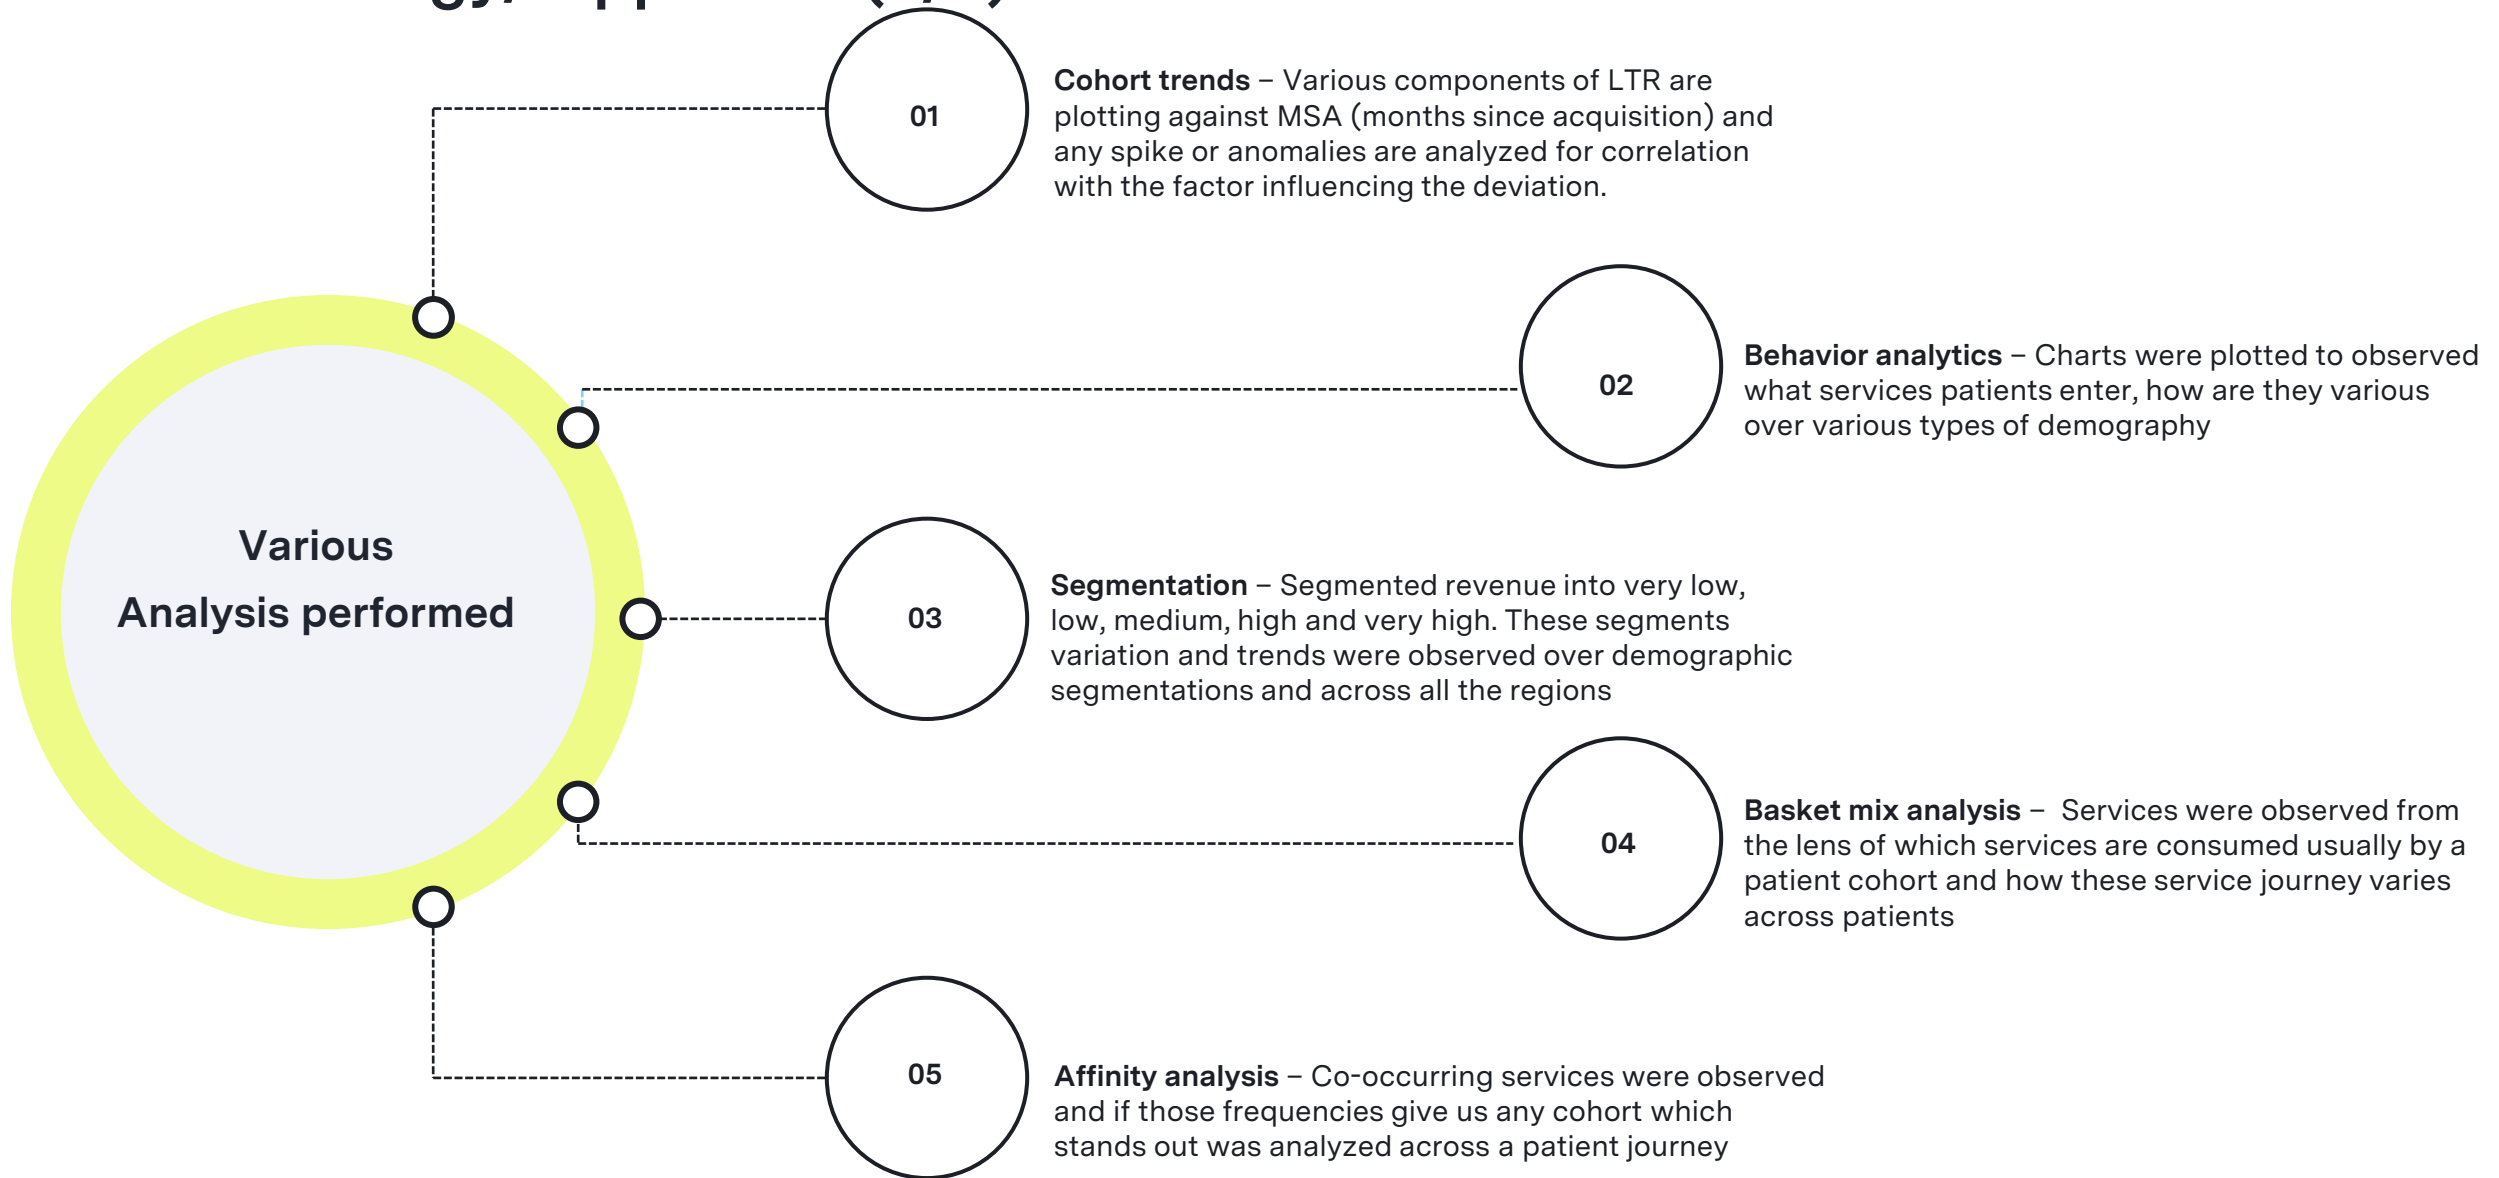 01
Cohort trends – Various components of LTR are
plotting against MSA (months since acquisition) and
any spike or anomalies are analyzed for correlation
with the factor influencing the deviation.
02
Behavior analytics – Charts were plotted to observed
what services patients enter, how are they various
over various types of demography
Various
Analysis performed
03
Segmentation – Segmented revenue into very low,
low, medium, high and very high. These segments
variation and trends were observed over demographic
segmentations and across all the regions
04
Basket mix analysis –  Services were observed from
the lens of which services are consumed usually by a
patient cohort and how these service journey varies
across patients
05
Affinity analysis – Co-occurring services were observed
and if those frequencies give us any cohort which
stands out was analyzed across a patient journey